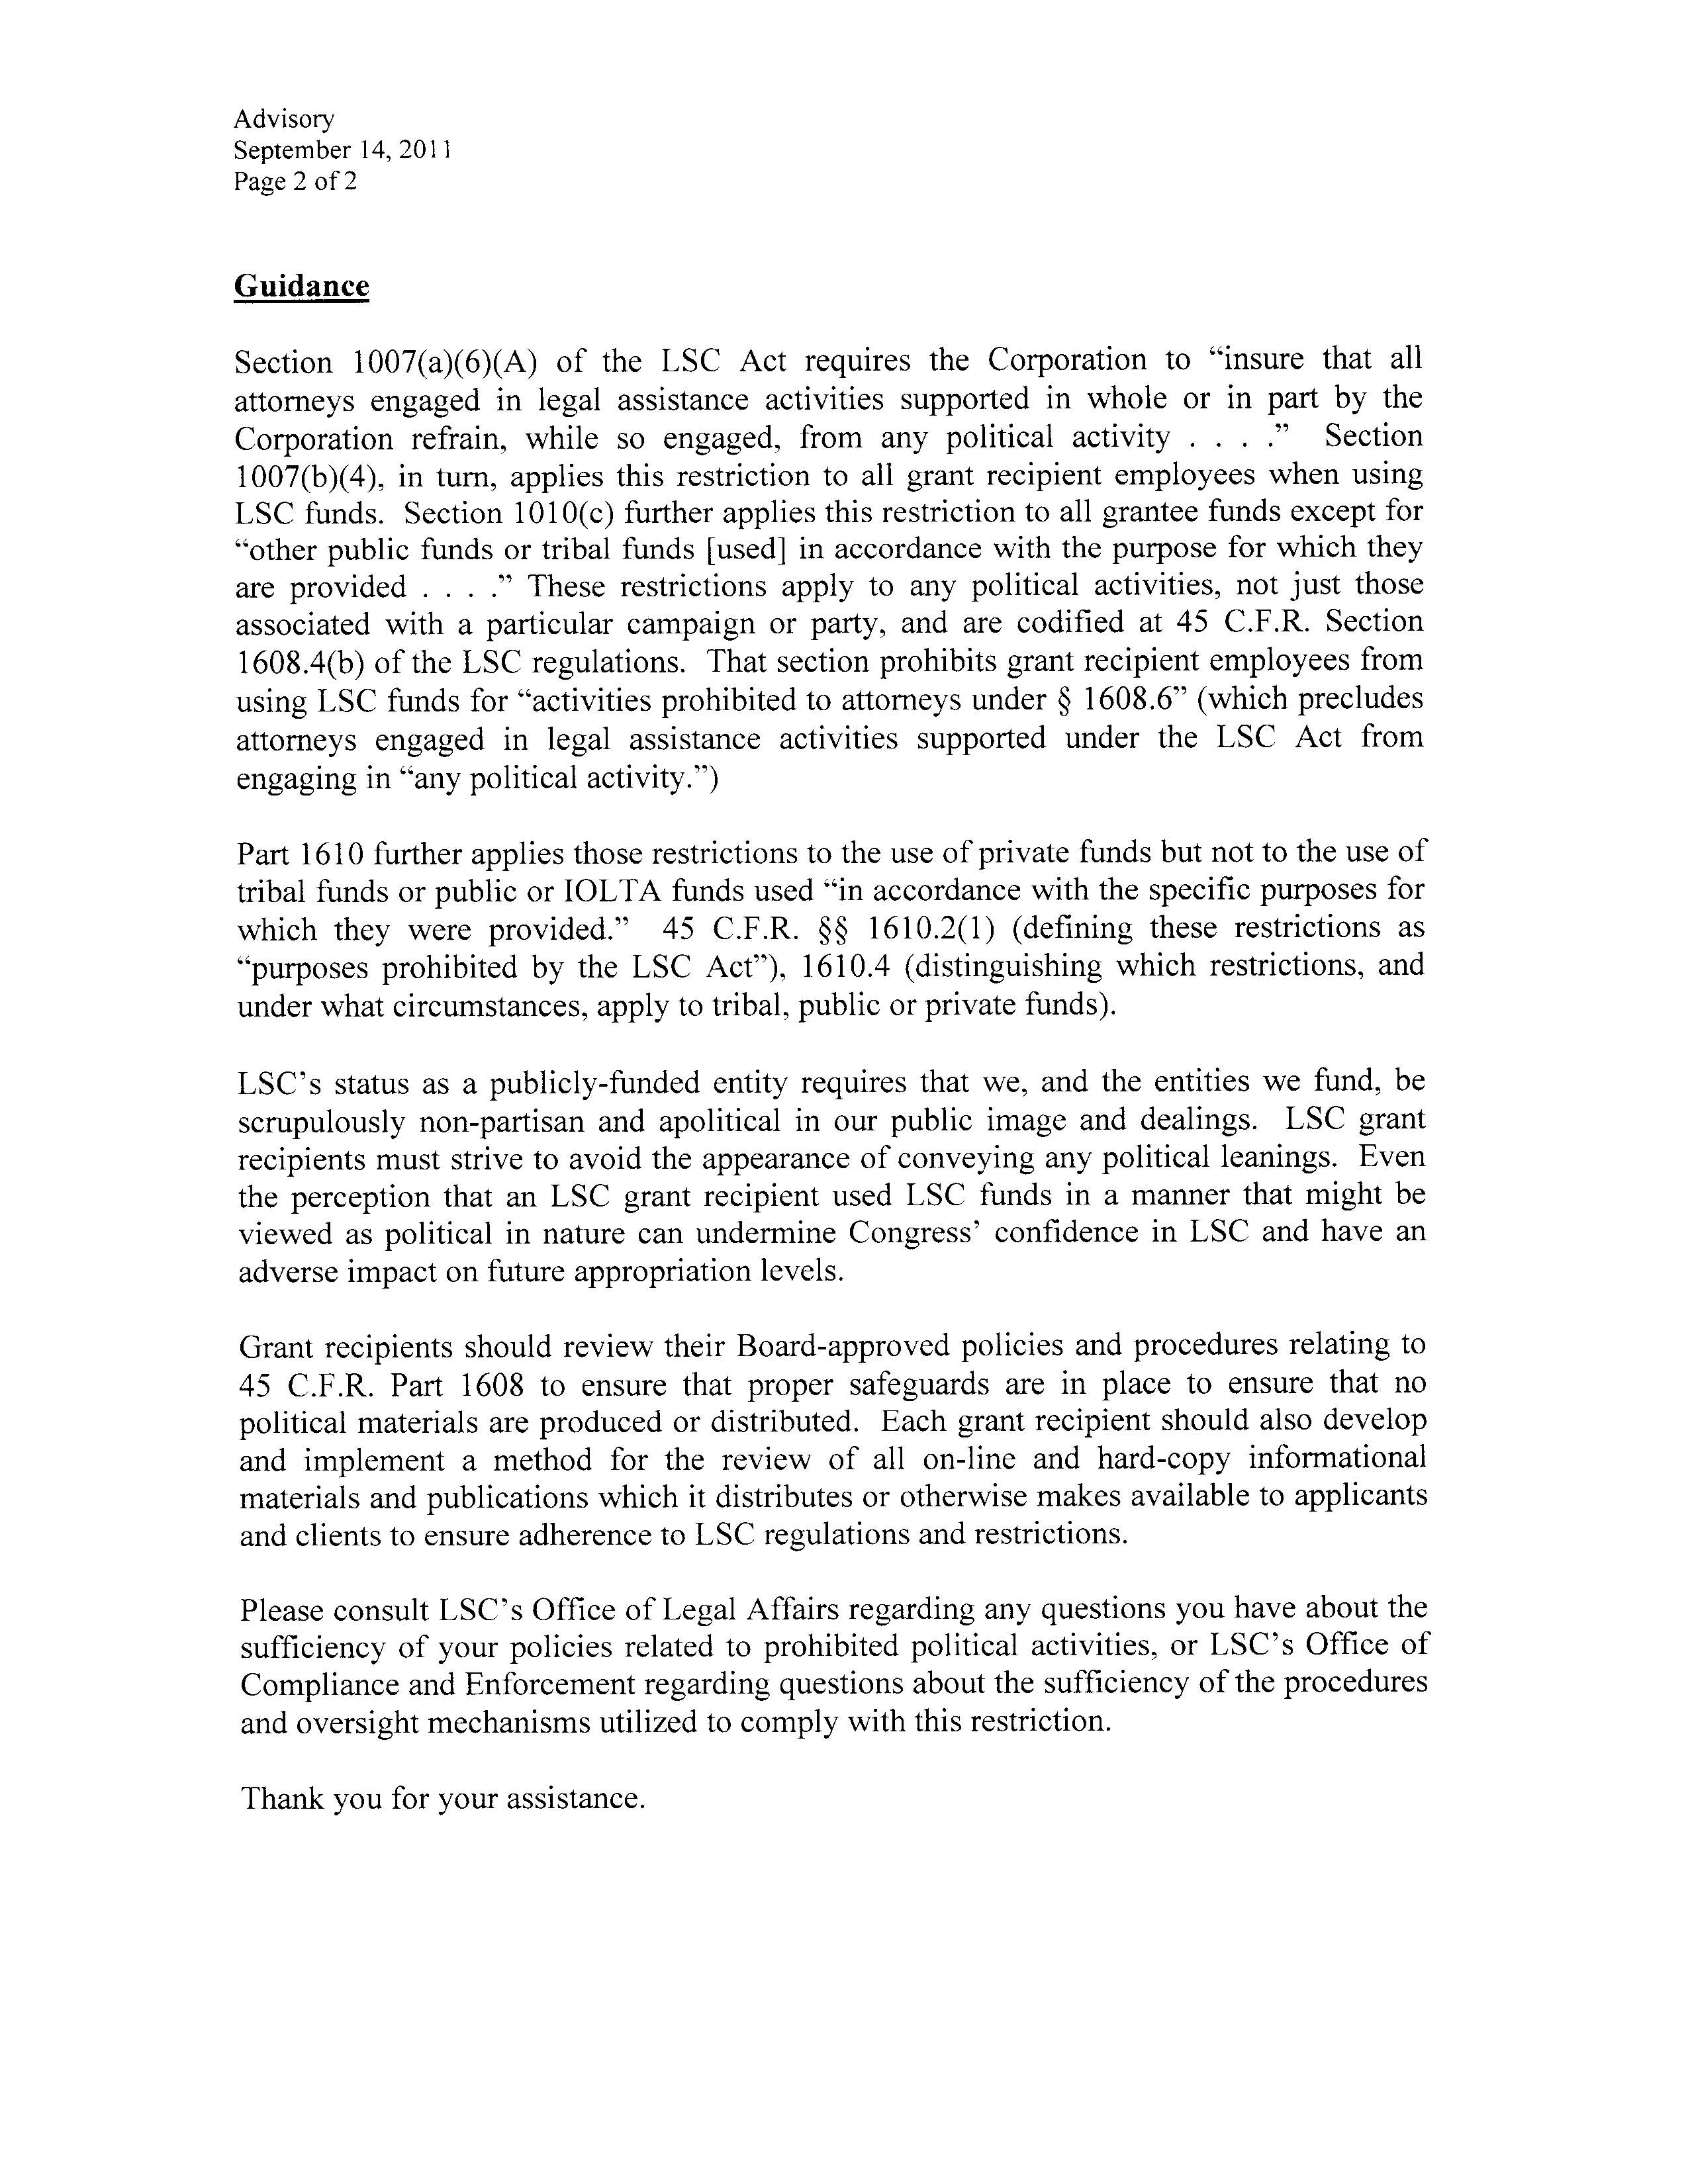 Advisory
September 14, 2011
Page 2 of 2
Guidance
Section 1007(a)(6)(A) of the LSC Act requires the Corporation to “insure that all
attorneys engaged in legal assistance activities supported in whole or in part by the
Corporation refrain, while so engaged, from any political activity . . . .” Section
1007(b)(4), in turn, applies this restriction to all grant recipient employees when using
LSC funds. Section 1010(c) further applies this restriction to all grantee funds except for
“other public funds or tribal funds [used] in accordance with the purpose for which they
are provided . . . .” These restrictions apply to any political activities, not just those
associated with a particular campaign or party, and are codified at 45 C.F.R. Section
1608.4(b) of the LSC regulations. That section prohibits grant recipient employees from
using LSC funds for “activities prohibited to attorneys under § 1608.6” (which precludes
attorneys engaged in legal assistance activities supported under the LSC Act from
engaging in “any political activity.”)
Part 1610 further applies those restrictions to the use of private funds but not to the use of
tribal funds or public or IOLTA funds used “in accordance with the specific purposes for
which they were provided.” 45 C.F.R. §§ 1610.2(1) (defining these restrictions as
“purposes prohibited by the LSC Act”), 1610.4 (distinguishing which restrictions, and
under what circumstances, apply to tribal, public or private funds).
LSC’s status as a publicly-funded entity requires that we, and the entities we fund, be
scrupulously non-partisan and apolitical in our public image and dealings. LSC grant
recipients must strive to avoid the appearance of conveying any political leanings. Even
the perception that an LSC grant recipient used LSC funds in a manner that might be
viewed as political in nature can undermine Congress’ confidence in LSC and have an
adverse impact on future appropriation levels.
Grant recipients should review their Board-approved policies and procedures relating to
45 C.F.R. Part 1608 to ensure that proper safeguards are in place to ensure that no
political materials are produced or distributed. Each grant recipient should also develop
and implement a method for the review of all on-line and hard-copy informational
materials and publications which it distributes or otherwise makes available to applicants
and clients to ensure adherence to LSC regulations and restrictions.
Please consult LSC’s Office of Legal Affairs regarding any questions you have about the
sufficiency of your policies related to prohibited political activities, or LSC’s Office of
Compliance and Enforcement regarding questions about the sufficiency of the procedures
and oversight mechanisms utilized to comply with this restriction.
Thank you for your assistance.